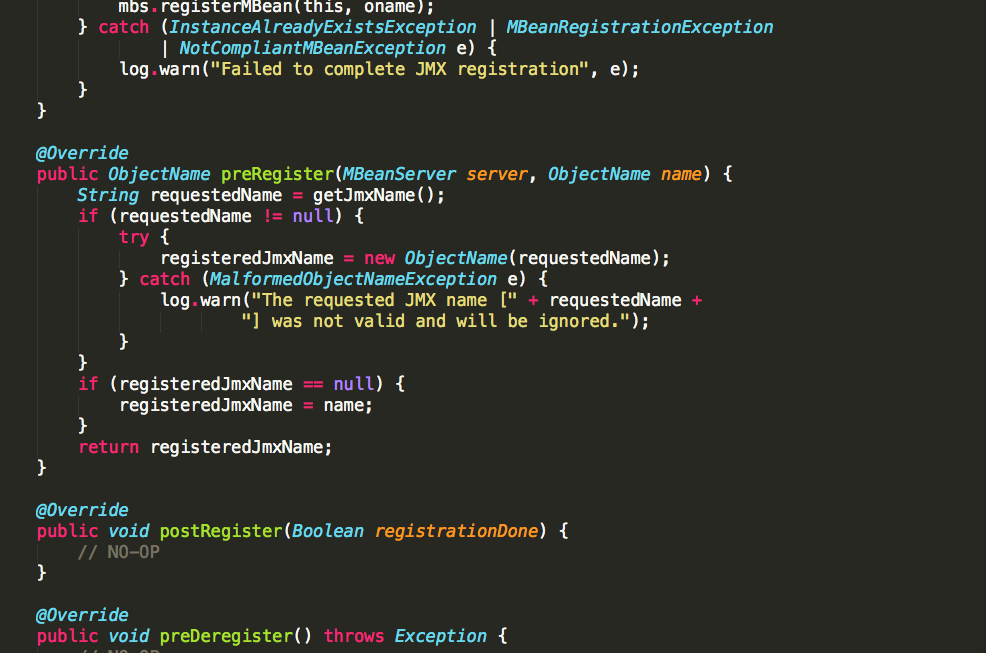 mbs.registerMBean(this, oname);
        } catch (InstanceAlreadyExistsException | MBeanRegistrationException
                | NotCompliantMBeanException e) {
            log.warn("Failed to complete JMX registration", e);
        }
    }

    @Override
    public ObjectName preRegister(MBeanServer server, ObjectName name) {
        String requestedName = getJmxName();
        if (requestedName != null) {
            try {
                registeredJmxName = new ObjectName(requestedName);
            } catch (MalformedObjectNameException e) {
                log.warn("The requested JMX name [" + requestedName +
                        "] was not valid and will be ignored.");
            }
        }
        if (registeredJmxName == null) {
            registeredJmxName = name;
        }
        return registeredJmxName;
    }

    @Override
    public void postRegister(Boolean registrationDone) {
        // NO-OP
    }

    @Override
    public void preDeregister() throws Exception {
        // NO-OP